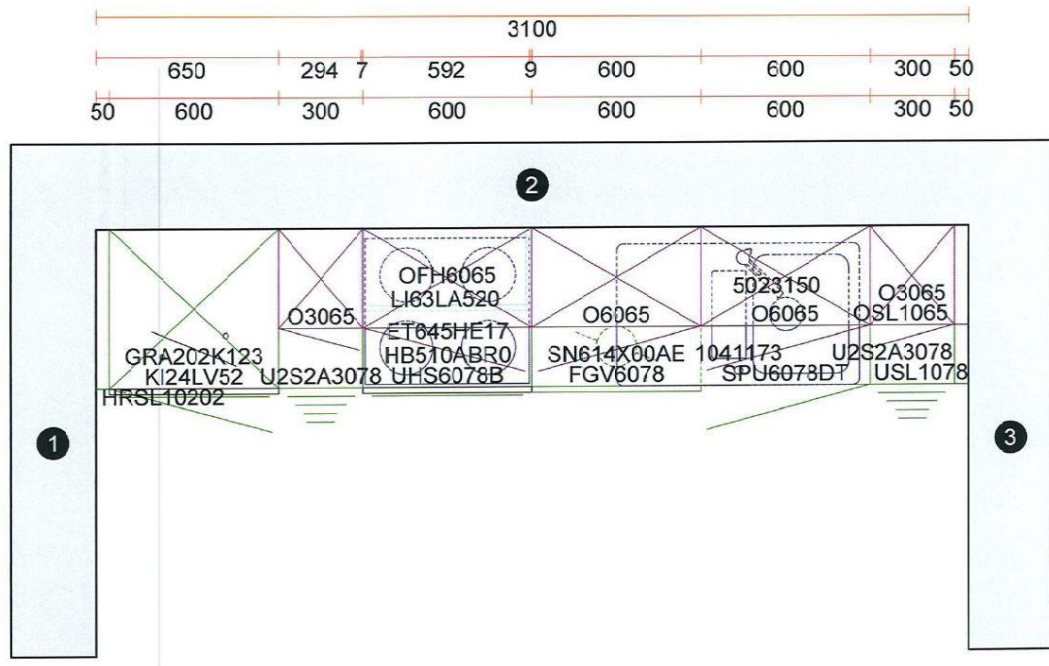 3100
650 294 7 592 9 600 600 300 50
50 600 300 600 600 600 300 50
2
OFH6065
LI63LA520
5023150
O3065
O3065 O6065 O6065 OSL1065
ET645HE17
HB510ABR0
GRA202K123 SN614X00AE 1041173 U2S2A3078
KI24LV52 U2S2A3078 UHS6078B FGV6078 SPU6078DT USL1078
HRSL10202
1
3